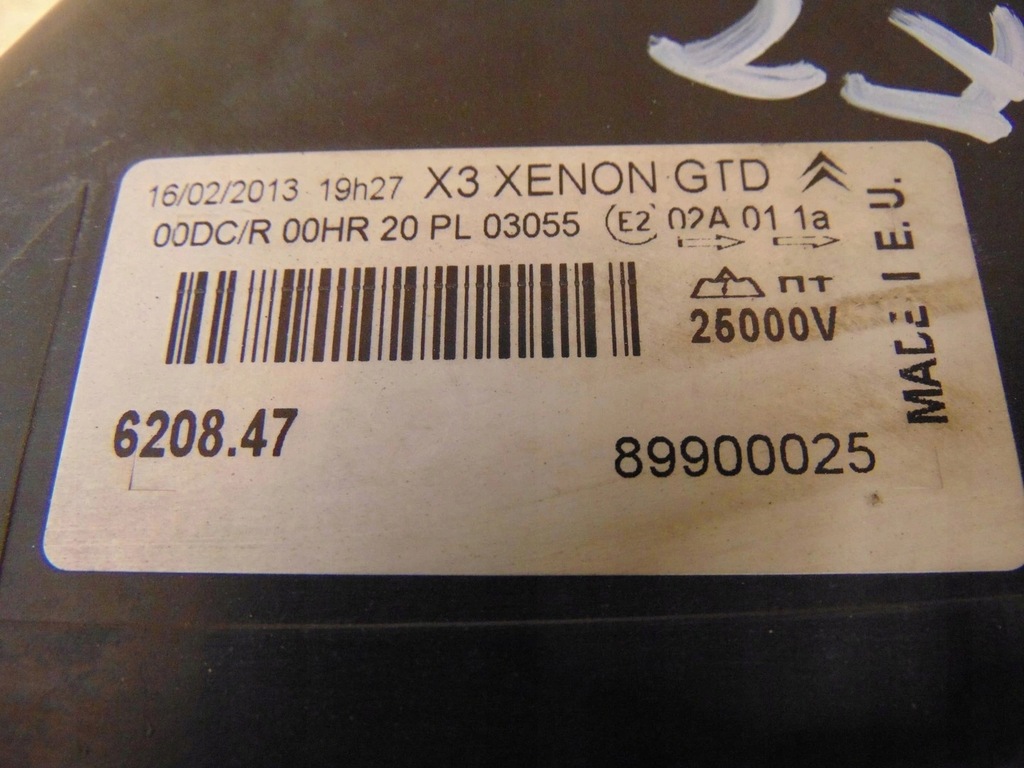 16/02/2013 19h27 X3 XENON GTD
00DC/R 00HR 20 PL 03055 E2 02A 01 1a
ПТ
25000V
6208.47
89900025
E.U.